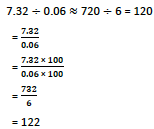 7.32 ÷ 0.06 ≈ 720 ÷ 6 = 120
= 7.32/0.06
= 7.32 × 100/0.06 × 100
= 732/6
= 122